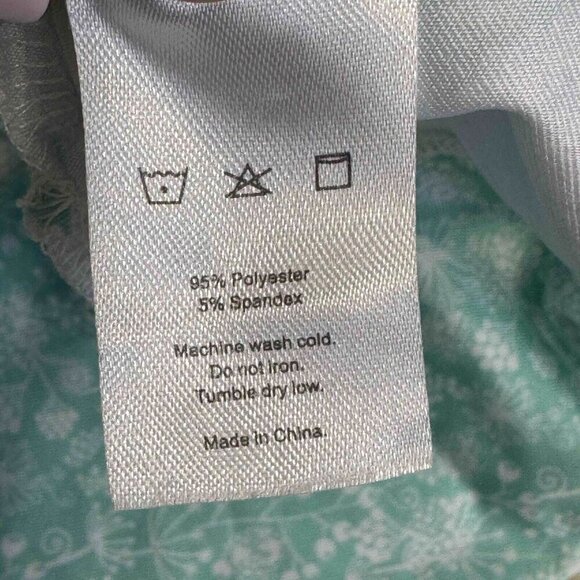 95% Polyester
5% Spandex
Machine wash cold.
Do not iron.
Tumble dry low.
Made in China.